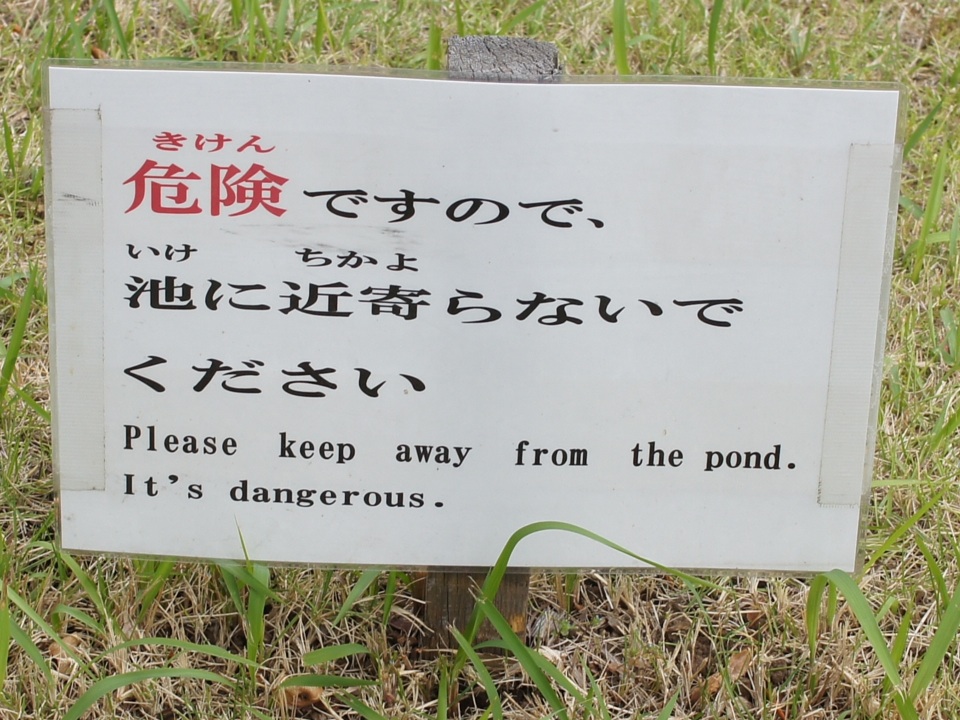 きけん
危険ですので、
いけ ちかよ
池に近寄らないで
ください
Please keep away from the pond.
It's dangerous.